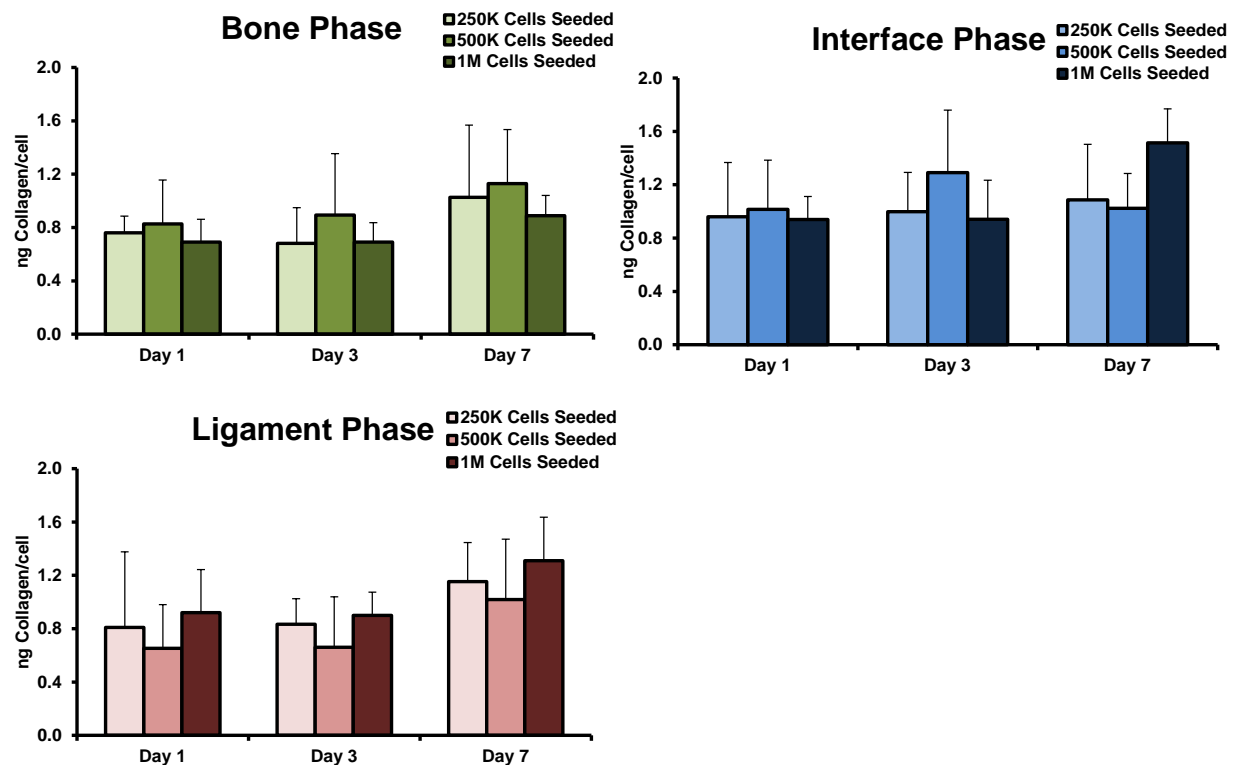 Bone Phase
250K Cells Seeded
500K Cells Seeded
1M Cells Seeded
ng Collagen/cell
2.0
1.6
1.2
0.8
0.4
0.0
Day 1 Day 3 Day 7
Interface Phase
250K Cells Seeded
500K Cells Seeded
1M Cells Seeded
ng Collagen/cell
2.0
1.6
1.2
0.8
0.4
0.0
Day 1 Day 3 Day 7
Ligament Phase
250K Cells Seeded
500K Cells Seeded
1M Cells Seeded
ng Collagen/cell
2.0
1.6
1.2
0.8
0.4
0.0
Day 1 Day 3 Day 7